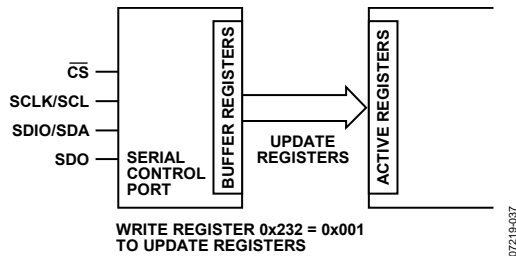 CS
SCLK/SCL
SDIO/SDA
SDO
SERIAL
CONTROL
PORT
BUFFER REGISTERS
UPDATE
REGISTERS
ACTIVE REGISTERS
WRITE REGISTER 0x232 = 0x001
TO UPDATE REGISTERS
07219-037